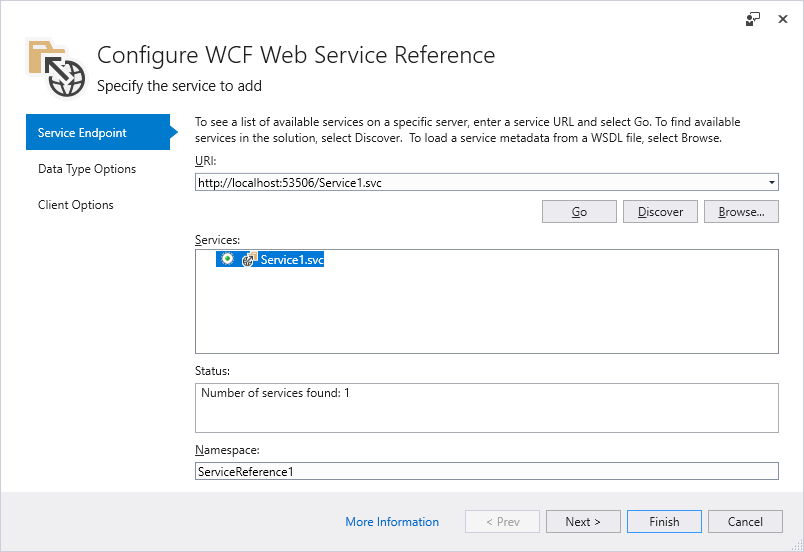 Configure WCF Web Service Reference
Specify the service to add
Service Endpoint
Data Type Options
Client Options
To see a list of available services on a specific server, enter a service URL and select Go. To find available
services in the solution, select Discover.  To load a service metadata from a WSDL file, select Browse.
URI:
http://localhost:53506/Service1.svc
Go
Discover
Browse...
Services:
Service1.svc
Status:
Number of services found: 1
Namespace:
ServiceReference1
More Information
< Prev
Next >
Finish
Cancel